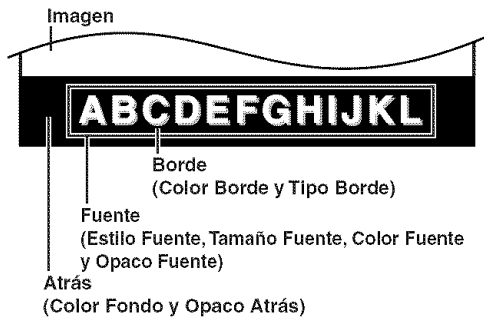 Imagen
ABCDEFGHIJKL
Borde
(Color Borde y Tipo Borde)
Fuente
(Estilo Fuente, Tamaño Fuente, Color Fuente
y Opaco Fuente)
Atrás
(Color Fondo y Opaco Atrás)